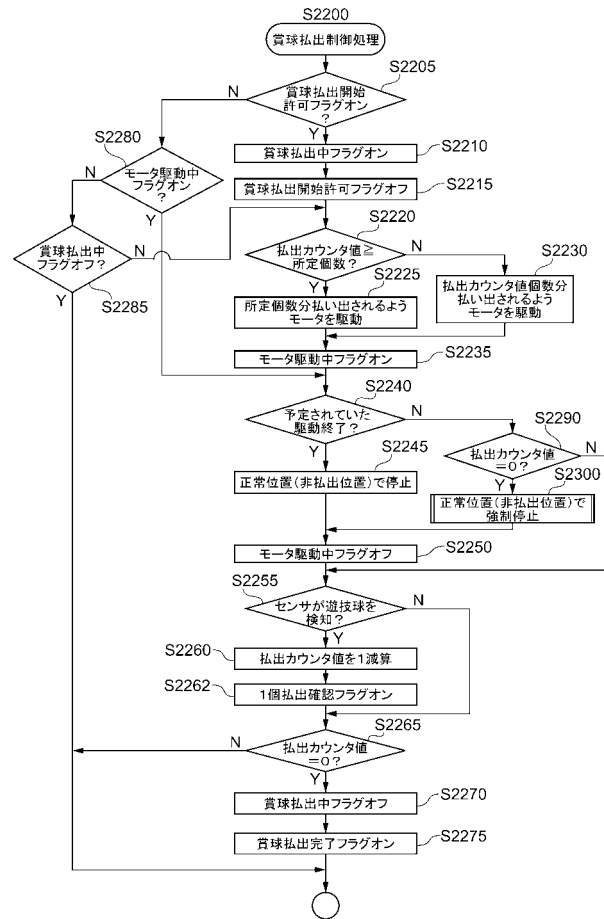 S2200
賞球払出制御処理
S2205
賞球払出開始
許可フラグオン
?
N
Y
S2280
モータ駆動中
フラグオン
?
N
Y
S2210
賞球払出中フラグオン
S2215
賞球払出開始許可フラグオフ
賞球払出中
フラグオフ?
N
Y
S2285
S2220
払出カウンタ値≧
所定個数?
N
Y
S2225
所定個数分払い出されるよう
モータを駆動
S2230
払出カウンタ値個数分
払い出されるよう
モータを駆動
S2235
モータ駆動中フラグオン
S2240
予定されていた
駆動終了?
N
Y
S2245
正常位置(非払出位置)で停止
S2290
払出カウンタ値
=0?
N
Y
S2300
正常位置(非払出位置)で
強制停止
S2250
モータ駆動中フラグオフ
S2255
センサが遊技球を
検知?
N
Y
S2260
払出カウンタ値を1減算
S2262
1個払出確認フラグオン
S2265
払出カウンタ値
=0?
N
Y
S2270
賞球払出中フラグオフ
S2275
賞球払出完了フラグオン